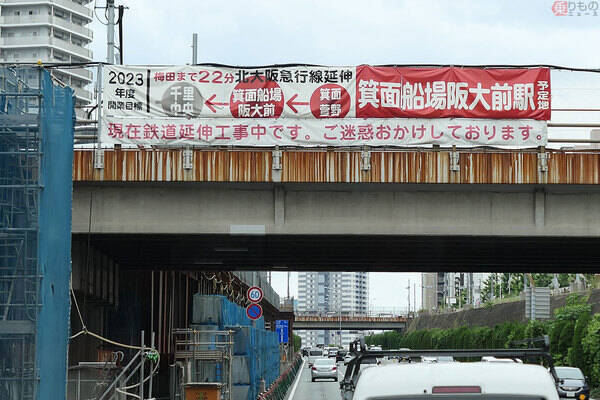 乗りものニュース
2023年度開業目標
梅田まで22分 北大阪急行線延伸
千里中央 ← 箕面船場阪大前 ← 箕面萱野
箕面船場阪大前駅 予定地
現在鉄道延伸工事中です。ご迷惑おかけしております。
60